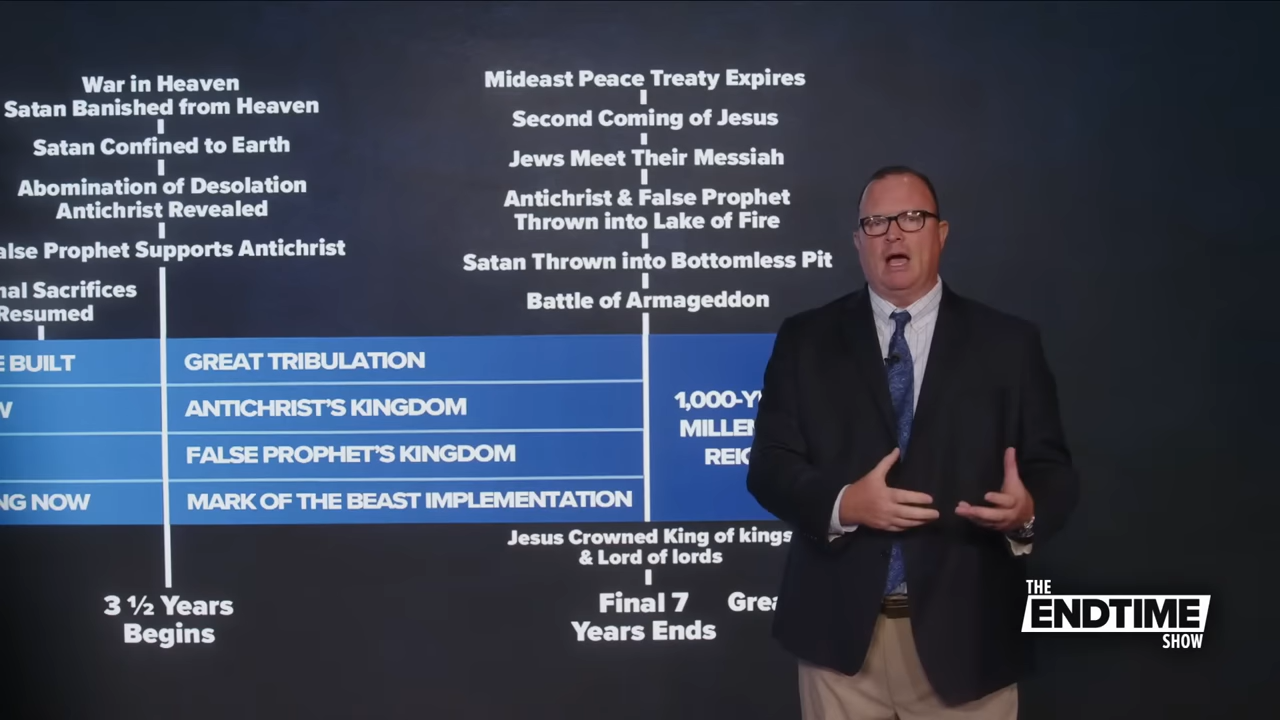 War in Heaven
Satan Banished from Heaven
Satan Confined to Earth
Abomination of Desolation
Antichrist Revealed
alse Prophet Supports Antichrist
nal Sacrifices
Resumed
Mideast Peace Treaty Expires
Second Coming of Jesus
Jews Meet Their Messiah
Antichrist & False Prophet
Thrown into Lake of Fire
Satan Thrown into Bottomless Pit
Battle of Armageddon
E BUILT
GREAT TRIBULATION
W
ANTICHRIST'S KINGDOM
FALSE PROPHET'S KINGDOM
NG NOW
MARK OF THE BEAST IMPLEMENTATION
1,000-Y
MILLEN
REIG
Jesus Crowned King of kings
& Lord of lords
3 ½ Years
Begins
Final 7
Years Ends
Grea
THE
ENDTIME
SHOW